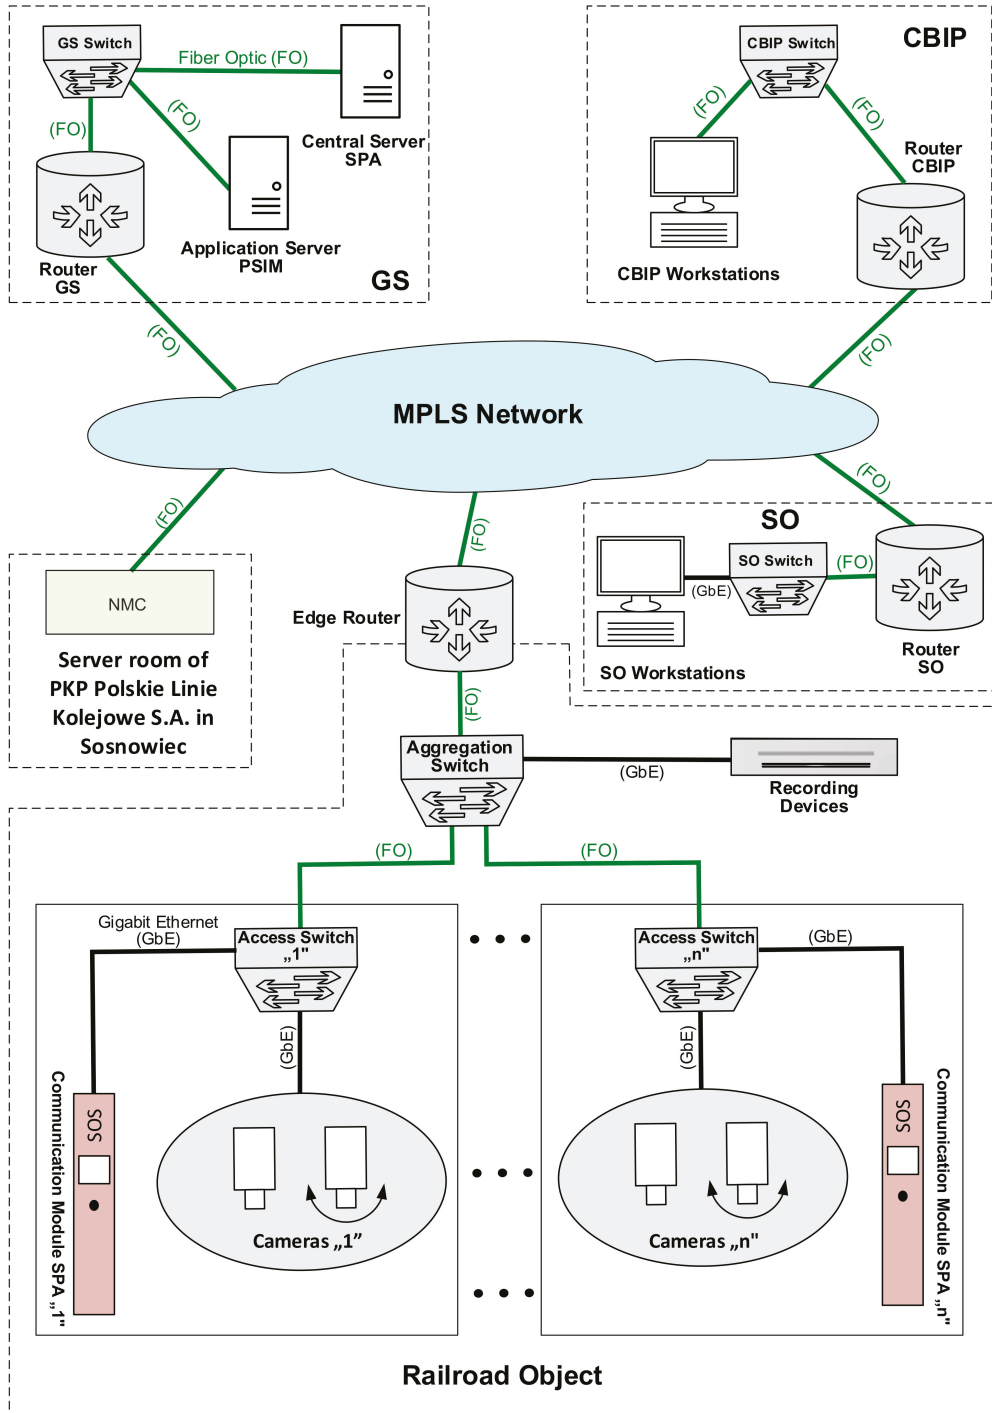 GS Switch
Fiber Optic (FO)
(FO)
(FO)
Central Server
SPA
Application Server
PSIM
Router
GS
GS
CBIP Switch
CBIP
(FO)
(FO)
Router
CBIP
CBIP Workstations
(FO)
(FO)
MPLS Network
(FO)
(FO)
(FO)
SO
SO Switch
(FO)
(GbE)
SO Workstations
Router
SO
NMC
Server room of
PKP Polskie Linie
Kolejowe S.A. in
Sosnowiec
Edge Router
(FO)
Aggregation
Switch
(GbE)
Recording
Devices
(FO)
(FO)
Gigabit Ethernet
(GbE)
Access Switch
„1"
(GbE)
SOS
Communication Module SPA „1"
Cameras „1”
Access Switch
„n"
(GbE)
(GbE)
SOS
Communication Module SPA „n"
Cameras „n"
Railroad Object